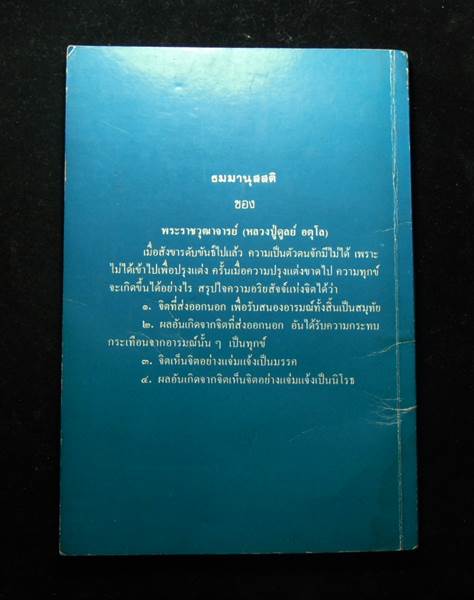 ธมมานุสสติ
ของ
พระราชวุฒาจารย์ (หลวงปู่ดูลย์ อตุโล)
เมื่อสังขารดับขันธ์ไปแล้ว ความเป็นตัวตนจักมีไม่ได้ เพราะ
ไม่ได้เข้าไปเพื่อปรุงแต่ง ครั้นเมื่อความปรุงแต่งขาดไป ความทุกข์
จะเกิดขึ้นได้อย่างไร สรุปใจความอริยสัจจ์แห่งจิตได้ว่า
๑. จิตที่ส่งออกนอก เพื่อรับสนองอารมณ์ทั้งสิ้นเป็นสมุทัย
๒. ผลอันเกิดจากจิตที่ส่งออกนอก อันได้รับความกระทบ
กระเทือนจากอารมณ์นั้น ๆ เป็นทุกข์
๓. จิตเห็นจิตอย่างแจ่มแจ้งเป็นมรรค
๔. ผลอันเกิดจากจิตเห็นจิตอย่างแจ่มแจ้งเป็นนิโรธ